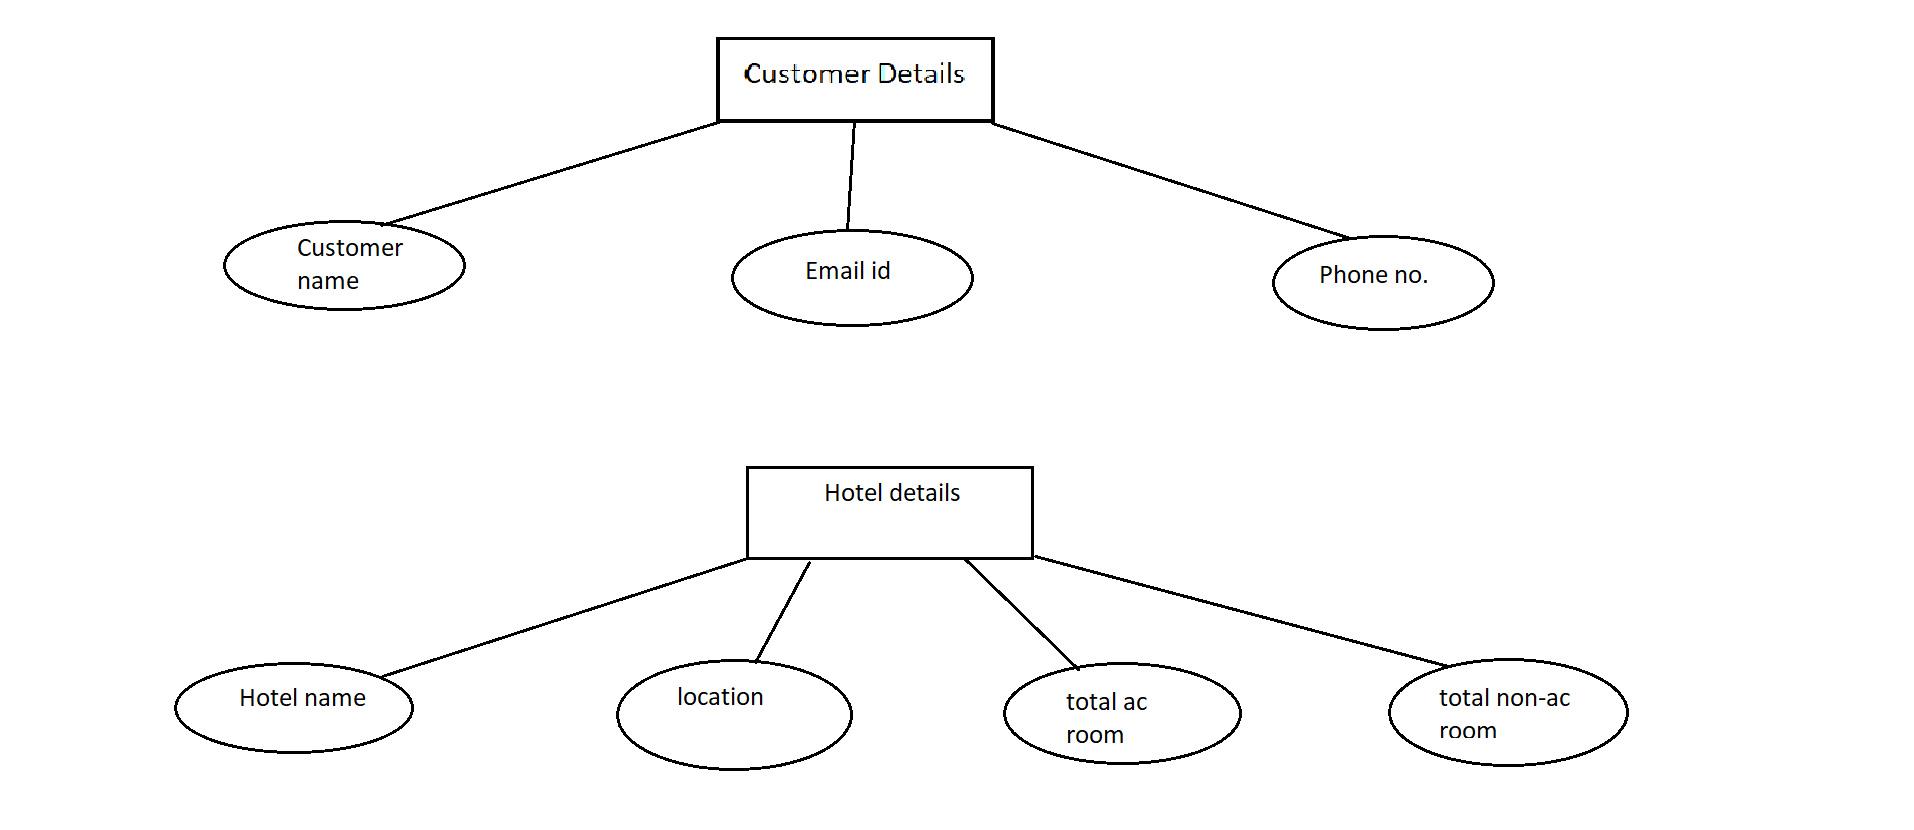 Customer Details
Customer
name
Email id
Phone no.
Hotel details
Hotel name
location
total ac
room
total non-ac
room